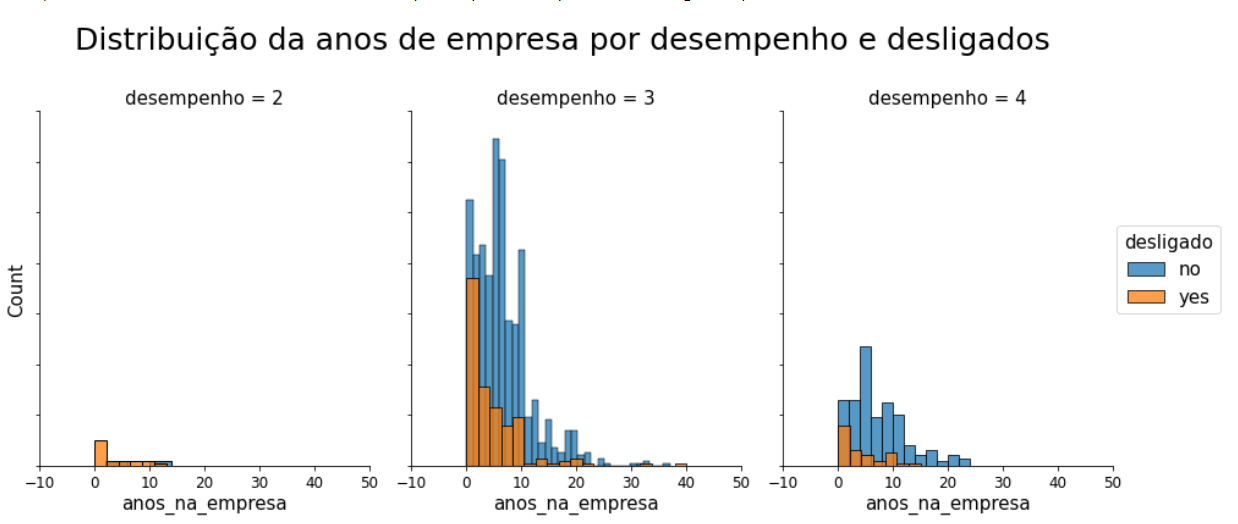 Distribuição da anos de empresa por desempenho e desligados
desempenho = 2
desempenho = 3
desempenho = 4
Count
−10 0 10 20 30 40 50
−10 0 10 20 30 40 50
−10 0 10 20 30 40 50
anos_na_empresa
anos_na_empresa
anos_na_empresa
desligado
no
yes